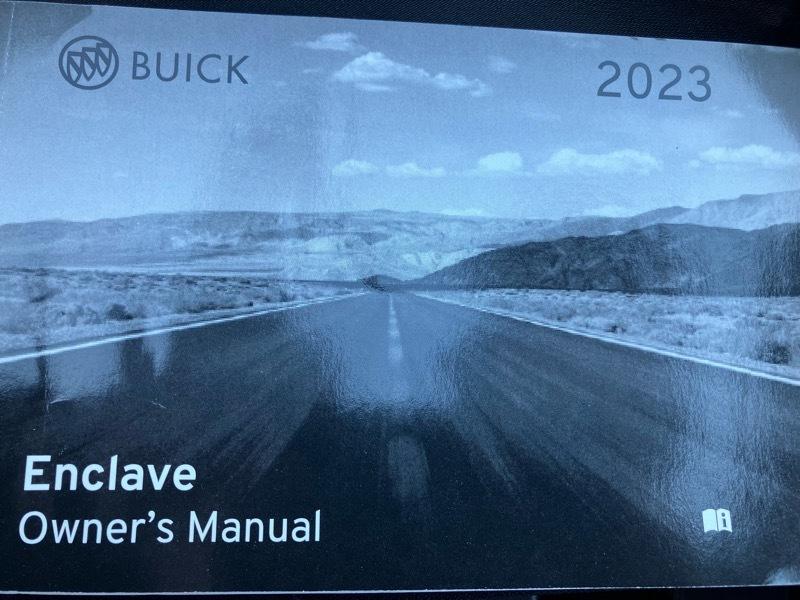 BUICK
2023
Enclave
Owner's Manual